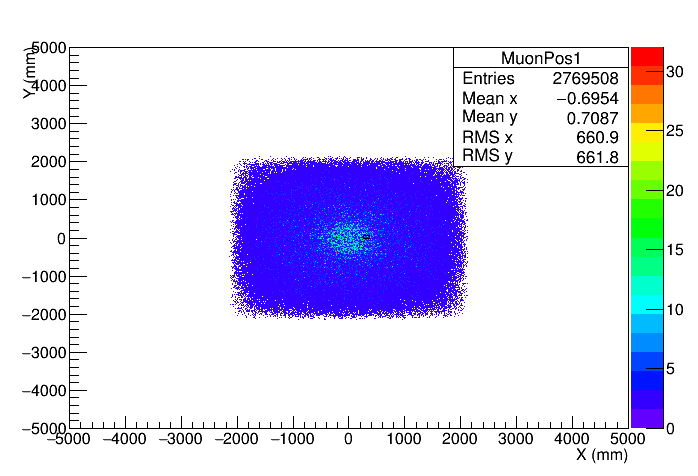 MuonPos1
Entries 2769508
Mean x −0.6954
Mean y 0.7087
RMS x 660.9
RMS y 661.8
Y (mm)
5000
4000
3000
2000
1000
0
−1000
−2000
−3000
−4000
−5000
−5000 −4000 −3000 −2000 −1000 0 1000 2000 3000 4000 5000
X (mm)
30
25
20
15
10
5
0